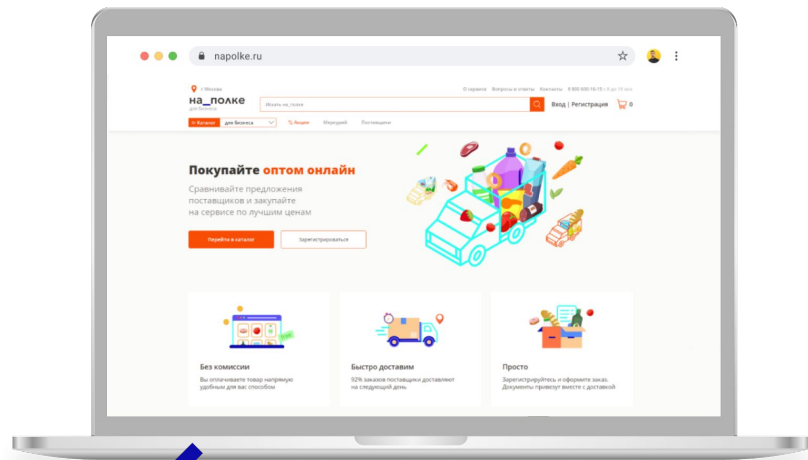 napolke.ru
г Москва
О сервисе Вопросы и ответы Контакты
на_полке
для бизнеса
Искать на_полке
Вход | Регистрация 0
Каталог для бизнеса Акции Меркурий Поставщики
Покупайте оптом онлайн
Сравнивайте предложения
поставщиков и закупайте
на сервисе по лучшим ценам
Перейти в каталог Зарегистрироваться
Без комиссии
Вы оплачиваете товар напрямую
удобным для вас способом
Быстро доставим
92% заказов поставщики доставляют
на следующий день
Просто
Зарегистрируйтесь и оформите заказ.
Документы привезут вместе с доставкой